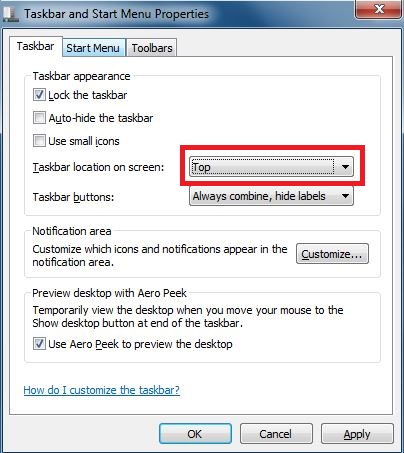 Taskbar and Start Menu Properties
Taskbar Start Menu Toolbars
Taskbar appearance
Lock the taskbar
Auto-hide the taskbar
Use small icons
Taskbar location on screen: Top
Taskbar buttons: Always combine, hide labels
Notification area
Customize which icons and notifications appear in the
notification area.
Customize...
Preview desktop with Aero Peek
Temporarily view the desktop when you move your mouse to the
Show desktop button at end of the taskbar.
Use Aero Peek to preview the desktop
How do I customize the taskbar?
OK Cancel Apply